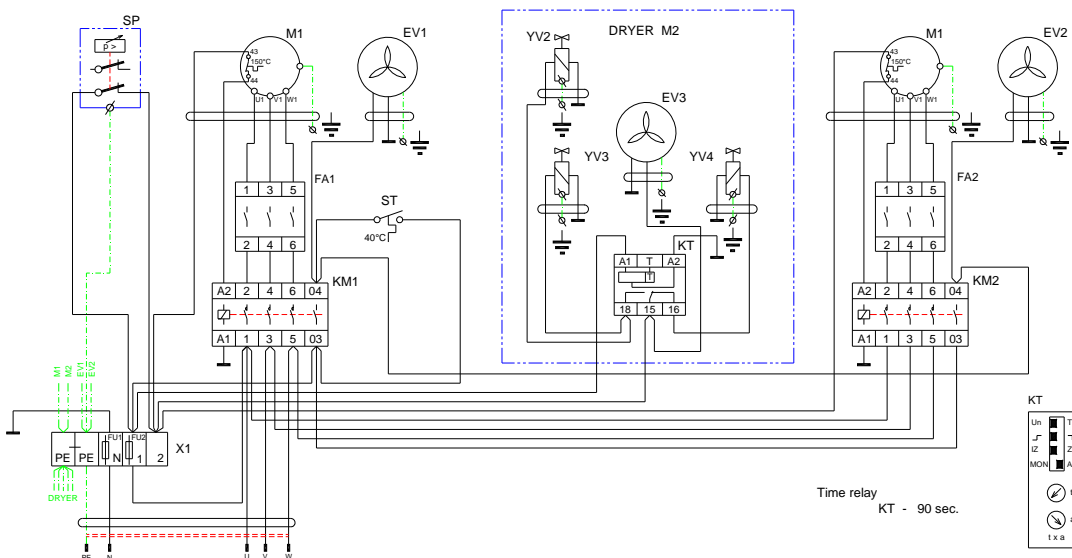 SP
p >
M1
EV1
43
150°C
44
U1 V1 W1
FA1
1 3 5
2 4 6
ST
40°C
KM1
A2 2 4 6 04
A1 1 3 5 03
DRYER M2
YV2
EV3
YV3
YV4
KT
A1 T A2
T
18 15 16
M1
EV2
43
150°C
44
U1 V1 W1
FA2
1 3 5
2 4 6
KM2
A2 2 4 6 04
A1 1 3 5 03
M1
M2
EV1
EV2
FU1 FU2
PE PE N 1 2
X1
DRYER
PE N U V W
Time relay
KT - 90 sec.
KT
Un T
IZ Z
MON A
t x a